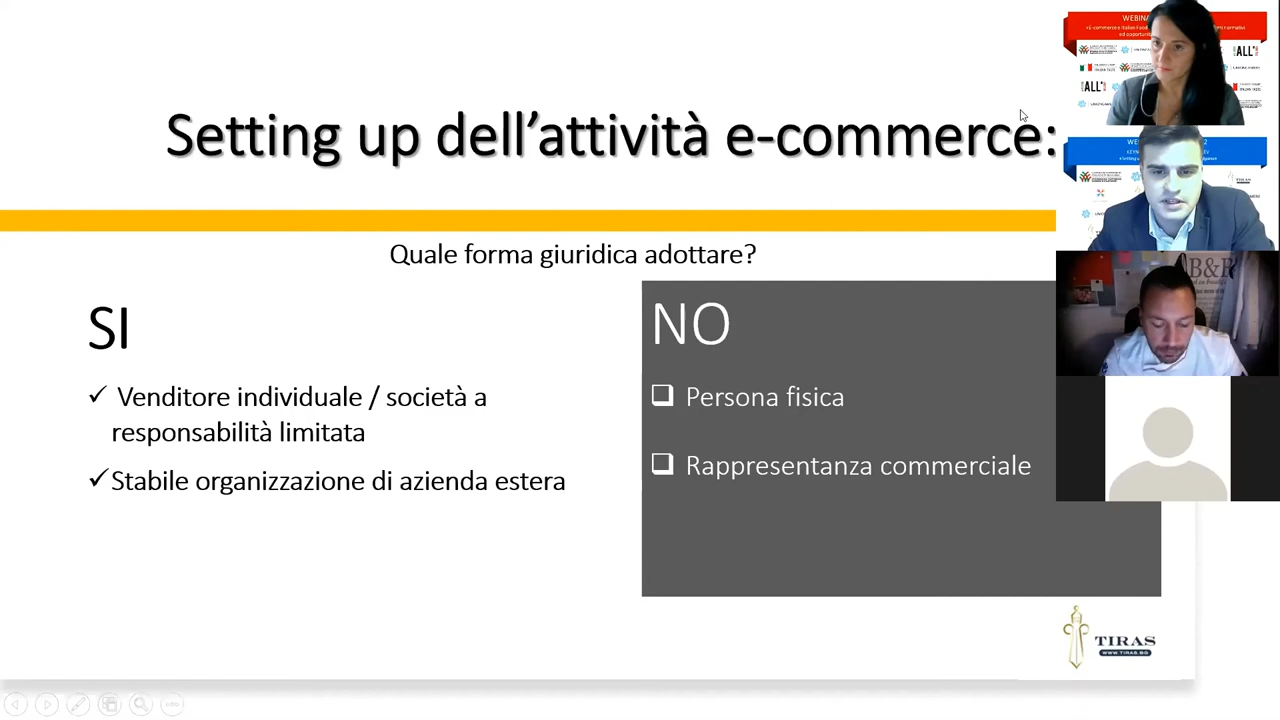 Setting up dell’attività e-commerce:
Quale forma giuridica adottare?
SI
Venditore individuale / società a
responsabilità limitata
Stabile organizzazione di azienda estera
NO
Persona fisica
Rappresentanza commerciale
TIRAS
WWW.TIRAS.BG
B&B